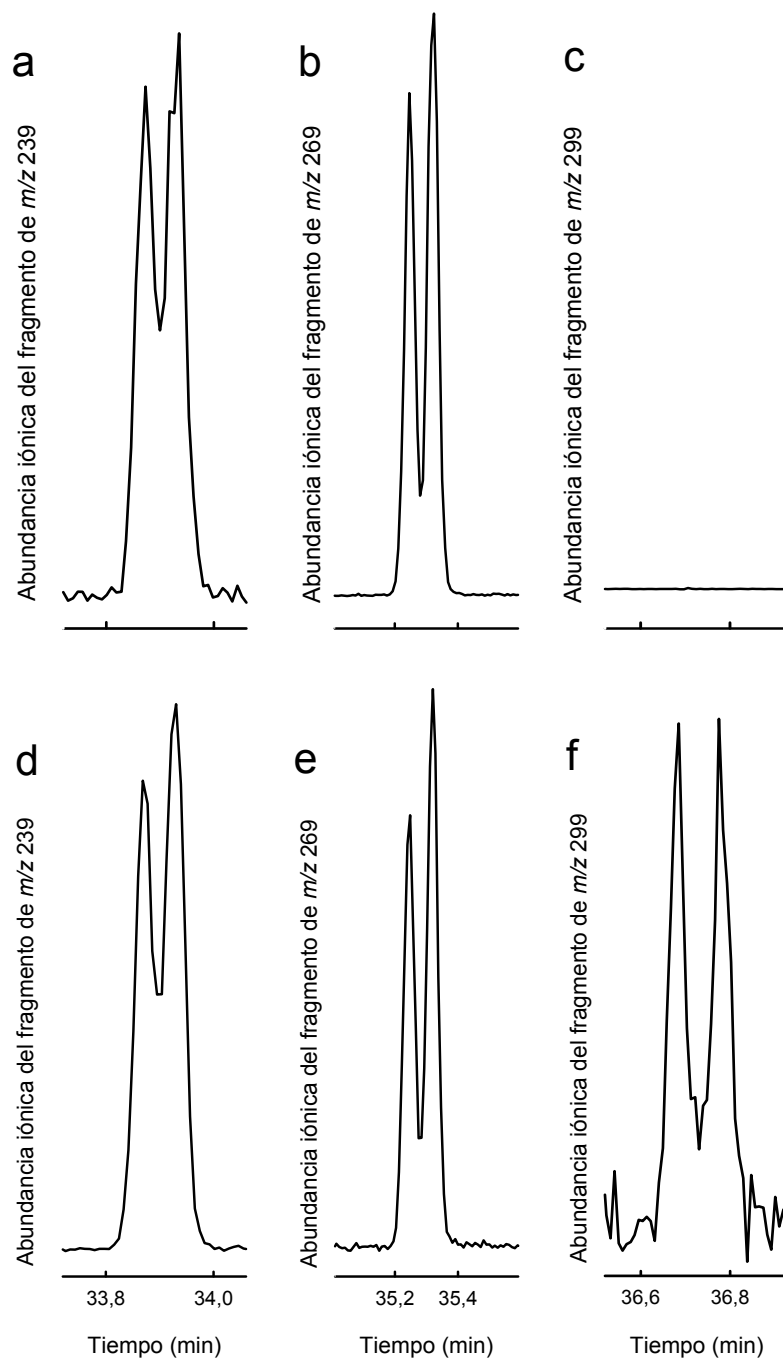 a
Abundancia iónica del fragmento de m/z 239
b
Abundancia iónica del fragmento de m/z 269
c
Abundancia iónica del fragmento de m/z 299
d
Abundancia iónica del fragmento de m/z 239
e
Abundancia iónica del fragmento de m/z 269
f
Abundancia iónica del fragmento de m/z 299
33,8 34,0
35,2 35,4
36,6 36,8
Tiempo (min)
Tiempo (min)
Tiempo (min)